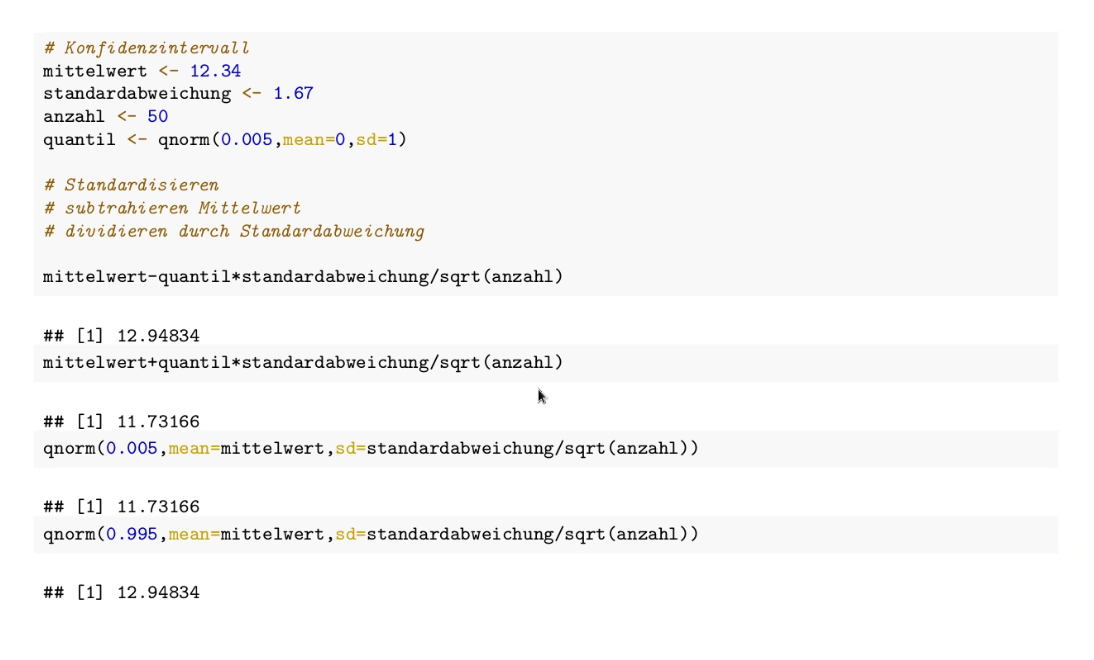 # Konfidenzintervall
mittelwert <- 12.34
standardabweichung <- 1.67
anzahl <- 50
quantil <- qnorm(0.005,mean=0,sd=1)
# Standardisieren
# subtrahieren Mittelwert
# dividieren durch Standardabweichung
mittelwert-quantil*standardabweichung/sqrt(anzahl)
## [1] 12.94834
mittelwert+quantil*standardabweichung/sqrt(anzahl)
## [1] 11.73166
qnorm(0.005,mean=mittelwert,sd=standardabweichung/sqrt(anzahl))
## [1] 11.73166
qnorm(0.995,mean=mittelwert,sd=standardabweichung/sqrt(anzahl))
## [1] 12.94834